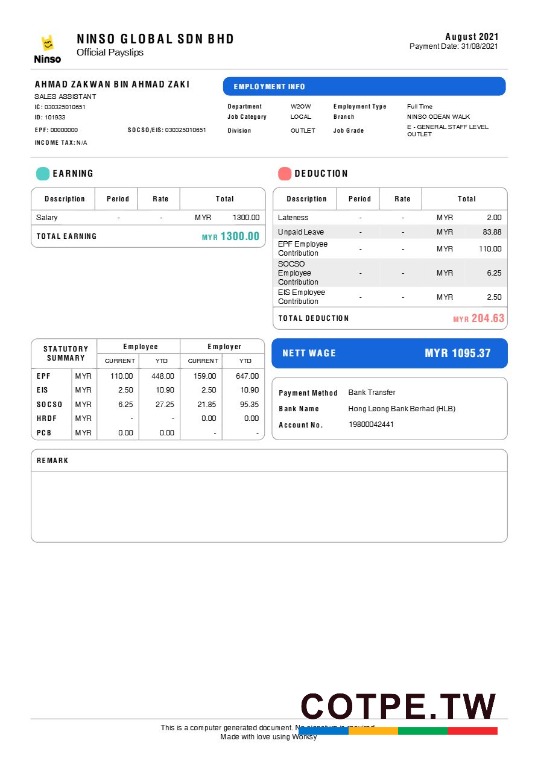 NINSO GLOBAL SDN BHD
Official Payslips
August 2021
Payment Date: 31/08/2021
Ninso
AHMAD ZAKWAN BIN AHMAD ZAKI
SALES ASSISTANT
IC: 030325010651
ID: 101933
EPF: 00000000 SOCSO/EIS: 030325010651
INCOME TAX: N/A
EMPLOYMENT INFO
Department W2OW Employment Type Full Time
Job Category LOCAL Branch NINSO ODEAN WALK
Division OUTLET Job Grade E - GENERAL STAFF LEVEL
OUTLET
EARNING
Description Period Rate Total
Salary - - MYR 1300.00
TOTAL EARNING MYR 1300.00
DEDUCTION
Description Period Rate Total
Lateness - - MYR 2.00
Unpaid Leave - - MYR 83.88
EPF Employee
Contribution - - MYR 110.00
SOCSO
Employee
Contribution - - MYR 6.25
EIS Employee
Contribution - - MYR 2.50
TOTAL DEDUCTION MYR 204.63
STATUTORY
SUMMARY
Employee Employer
CURRENT YTD CURRENT YTD
EPF MYR 110.00 448.00 159.00 647.00
EIS MYR 2.50 10.90 2.50 10.90
SOCSO MYR 6.25 27.25 21.85 95.35
HRDF MYR - - 0.00 0.00
PCB MYR 0.00 0.00 - -
NETT WAGE MYR 1095.37
Payment Method Bank Transfer
Bank Name Hong Leong Bank Berhad (HLB)
Account No. 19800042441
REMARK
COTPE.TW
This is a computer generated document. No signature is required
Made with love using Worksy